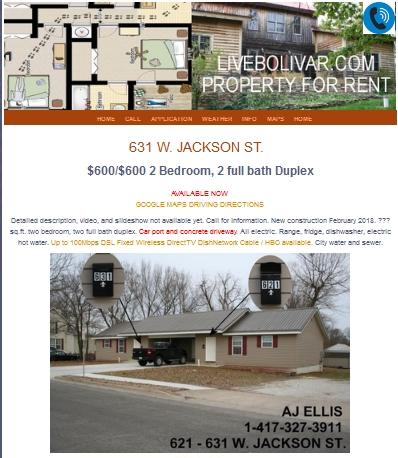 LIVEBOLIVAR.COM
PROPERTY FOR RENT
HOME CALL APPLICATION WEATHER INFO MAPS HOME
631 W. JACKSON ST.
$600/$600 2 Bedroom, 2 full bath Duplex
AVAILABLE NOW
GOOGLE MAPS DRIVING DIRECTIONS
Detailed description, video, and slideshow not available yet. Call for information. New construction February 2018. ???
sq.ft. two bedroom, two full bath duplex. Car port and concrete driveway. All electric. Range, fridge, dishwasher, electric
hot water. Up to 100Mbps DSL Fixed Wireless DirectTV DishNetwork Cable / HBO available. City water and sewer.
631
621
AJ ELLIS
1-417-327-3911
621 - 631 W. JACKSON ST.